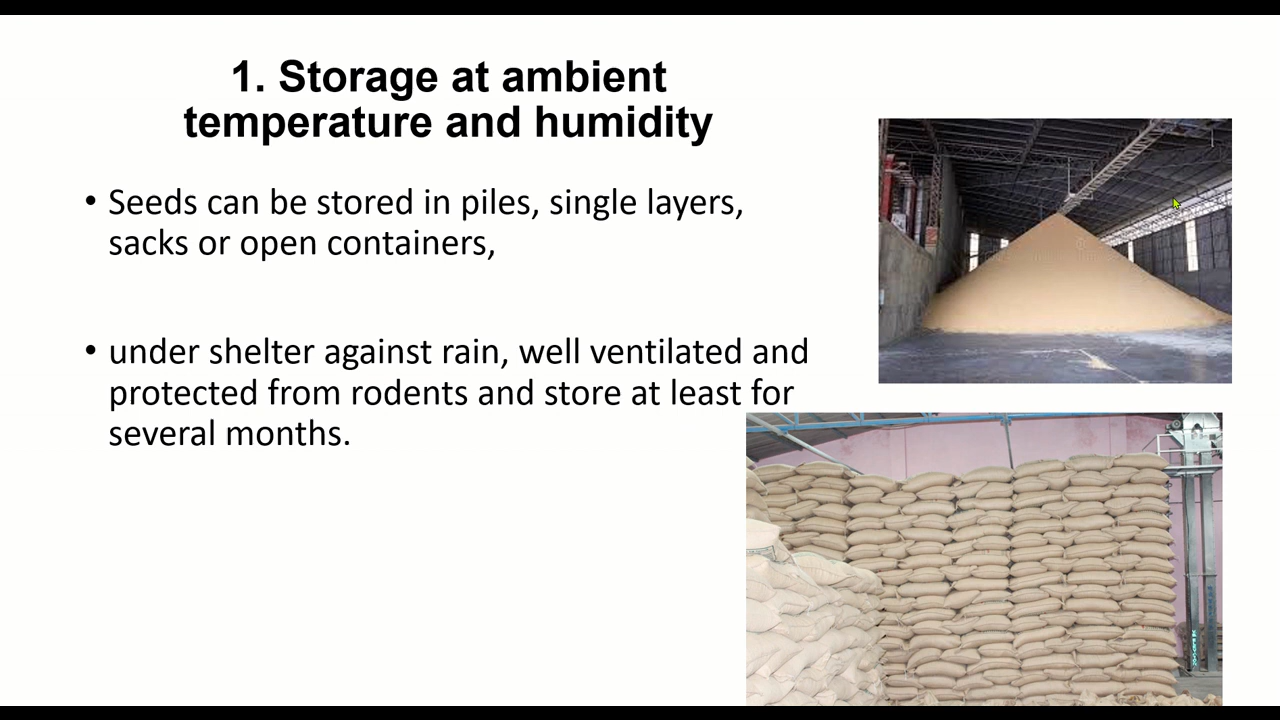 1. Storage at ambient
temperature and humidity
• Seeds can be stored in piles, single layers,
sacks or open containers,
• under shelter against rain, well ventilated and
protected from rodents and store at least for
several months.